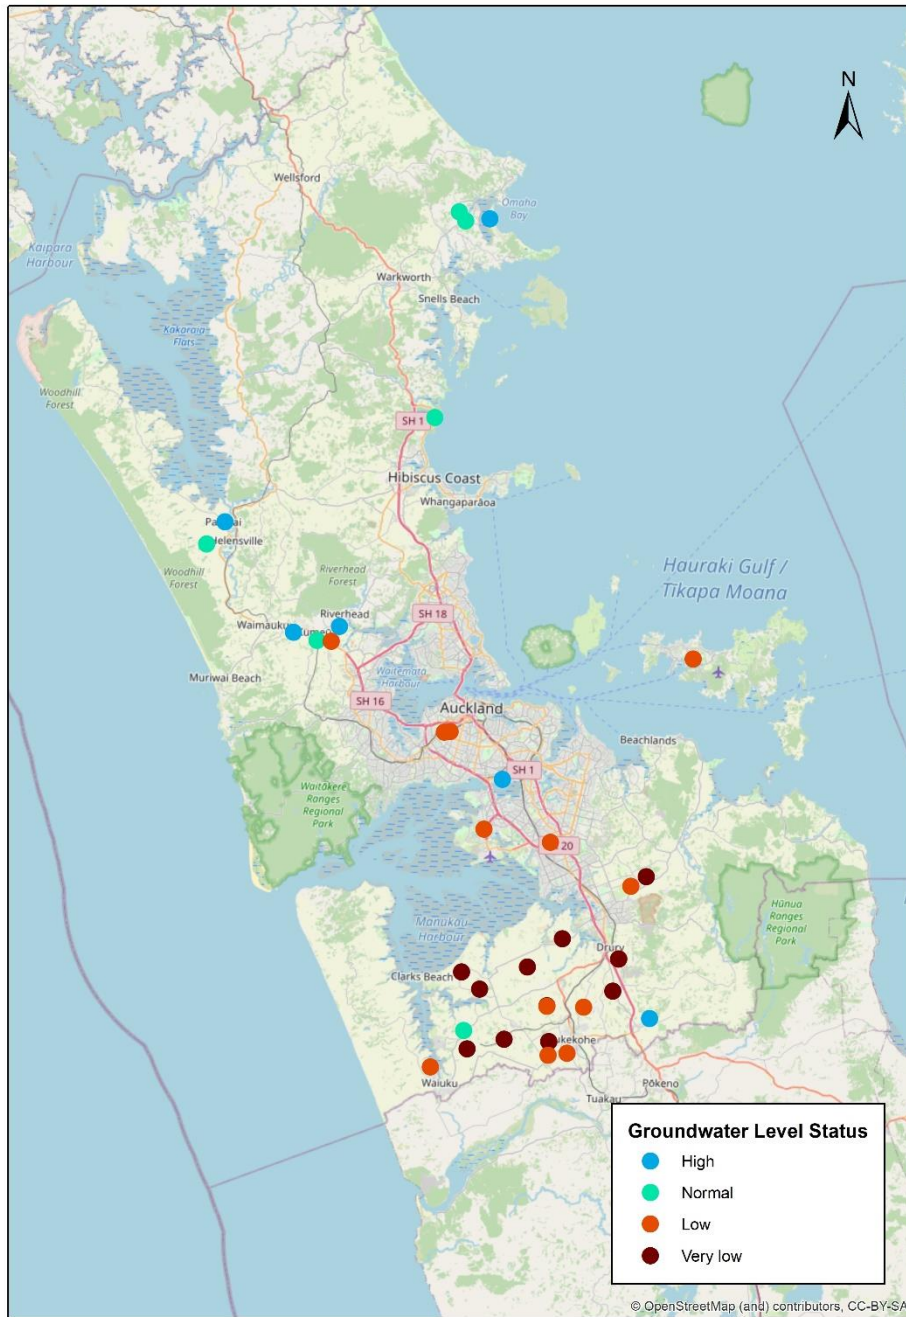 N
Wellsford
Omaha
Bay
Kaipara
Harbour
Warkworth
Snells Beach
Kakaraia
Flats
Woodhill
Forest
SH 1
Hibiscus Coast
Whangaparāoa
Helensville
Hauraki Gulf /
Tīkapa Moana
Woodhill
Forest
Riverhead
Forest
SH 18
Riverhead
Waimauku
Muriwai Beach
Waitematā
Harbour
SH 16
Auckland
Beachlands
SH 1
Waitākere
Ranges
Regional
Park
20
Manukau
Harbour
Hūnua
Ranges
Regional
Park
Drury
Clarks Beach
Waiuku
Pōkeno
Tuakau
Groundwater Level Status
High
Normal
Low
Very low
© OpenStreetMap (and) contributors, CC-BY-SA